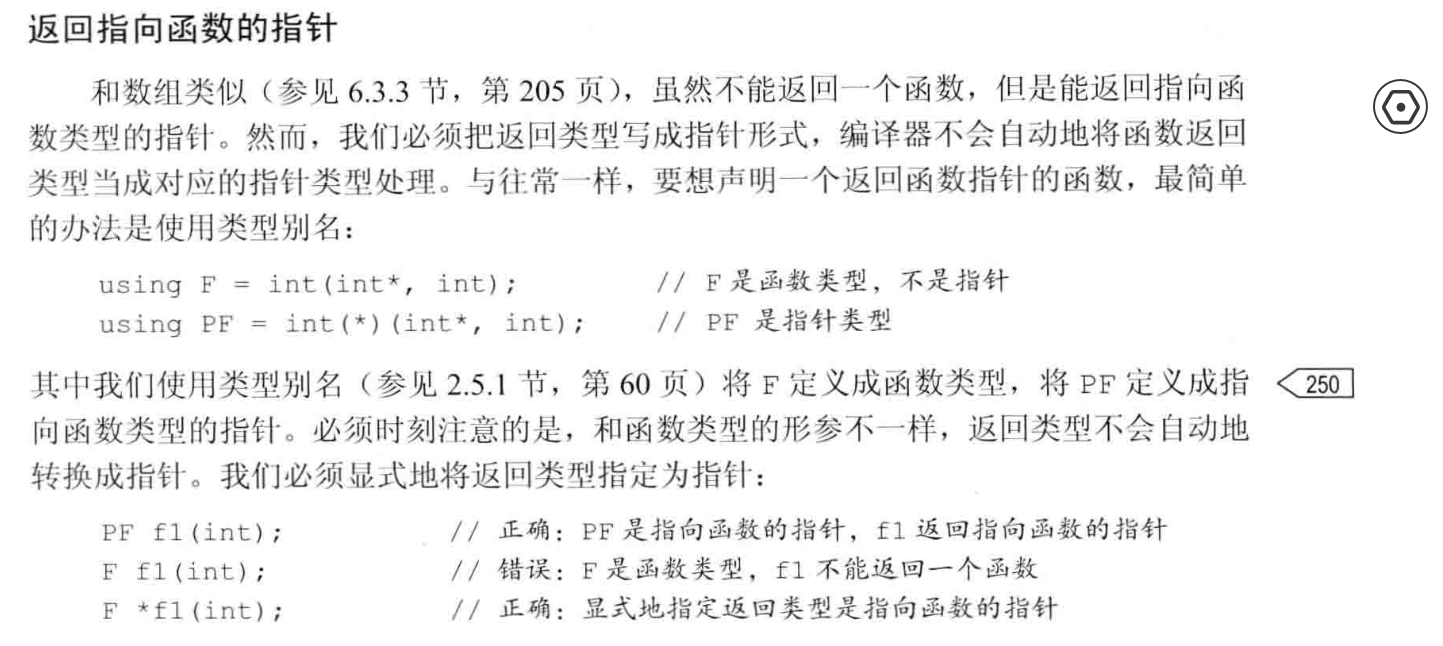 返回指向函数的指针
和数组类似（参见 6.3.3 节，第 205 页），虽然不能返回一个函数，但是能返回指向函
数类型的指针。然而，我们必须把返回类型写成指针形式，编译器不会自动地将函数返回
类型当成对应的指针类型处理。与往常一样，要想声明一个返回函数指针的函数，最简单
的办法是使用类型别名：
using F = int(int*, int); // F 是函数类型，不是指针
using PF = int(*)(int*, int); // PF 是指针类型
其中我们使用类型别名（参见 2.5.1 节，第 60 页）将 F 定义成函数类型，将 PF 定义成指
250
向函数类型的指针。必须时刻注意的是，和函数类型的形参不一样，返回类型不会自动地
转换成指针。我们必须显式地将返回类型指定为指针：
PF f1(int); // 正确：PF 是指向函数的指针，f1 返回指向函数的指针
F f1(int); // 错误：F 是函数类型，f1 不能返回一个函数
F *f1(int); // 正确：显式地指定返回类型是指向函数的指针